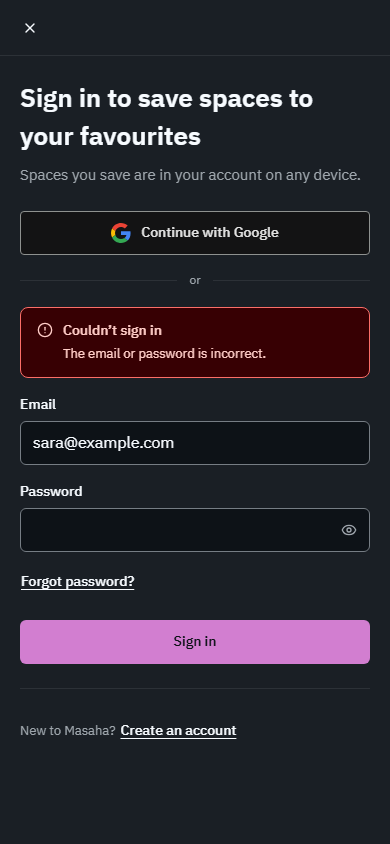 Sign in to save spaces to
your favourites
Spaces you save are in your account on any device.
Continue with Google
or
Couldn’t sign in
The email or password is incorrect.
Email
sara@example.com
Password
Forgot password?
Sign in
New to Masaha? Create an account